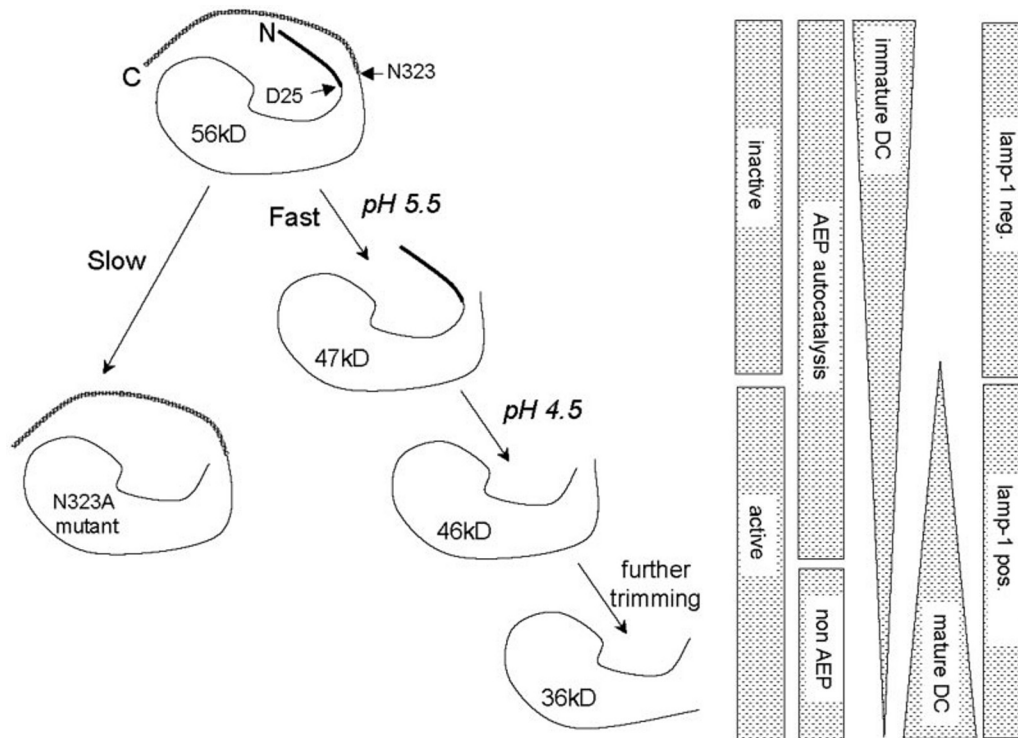 N
C
N323
D25
56kD
pH 5.5
Fast
Slow
47kD
pH 4.5
N323A
mutant
46kD
further
trimming
36kD
inactive
active
AEP autocatalysis
non AEP
immature DC
mature DC
lamp-1 neg.
lamp-1 pos.